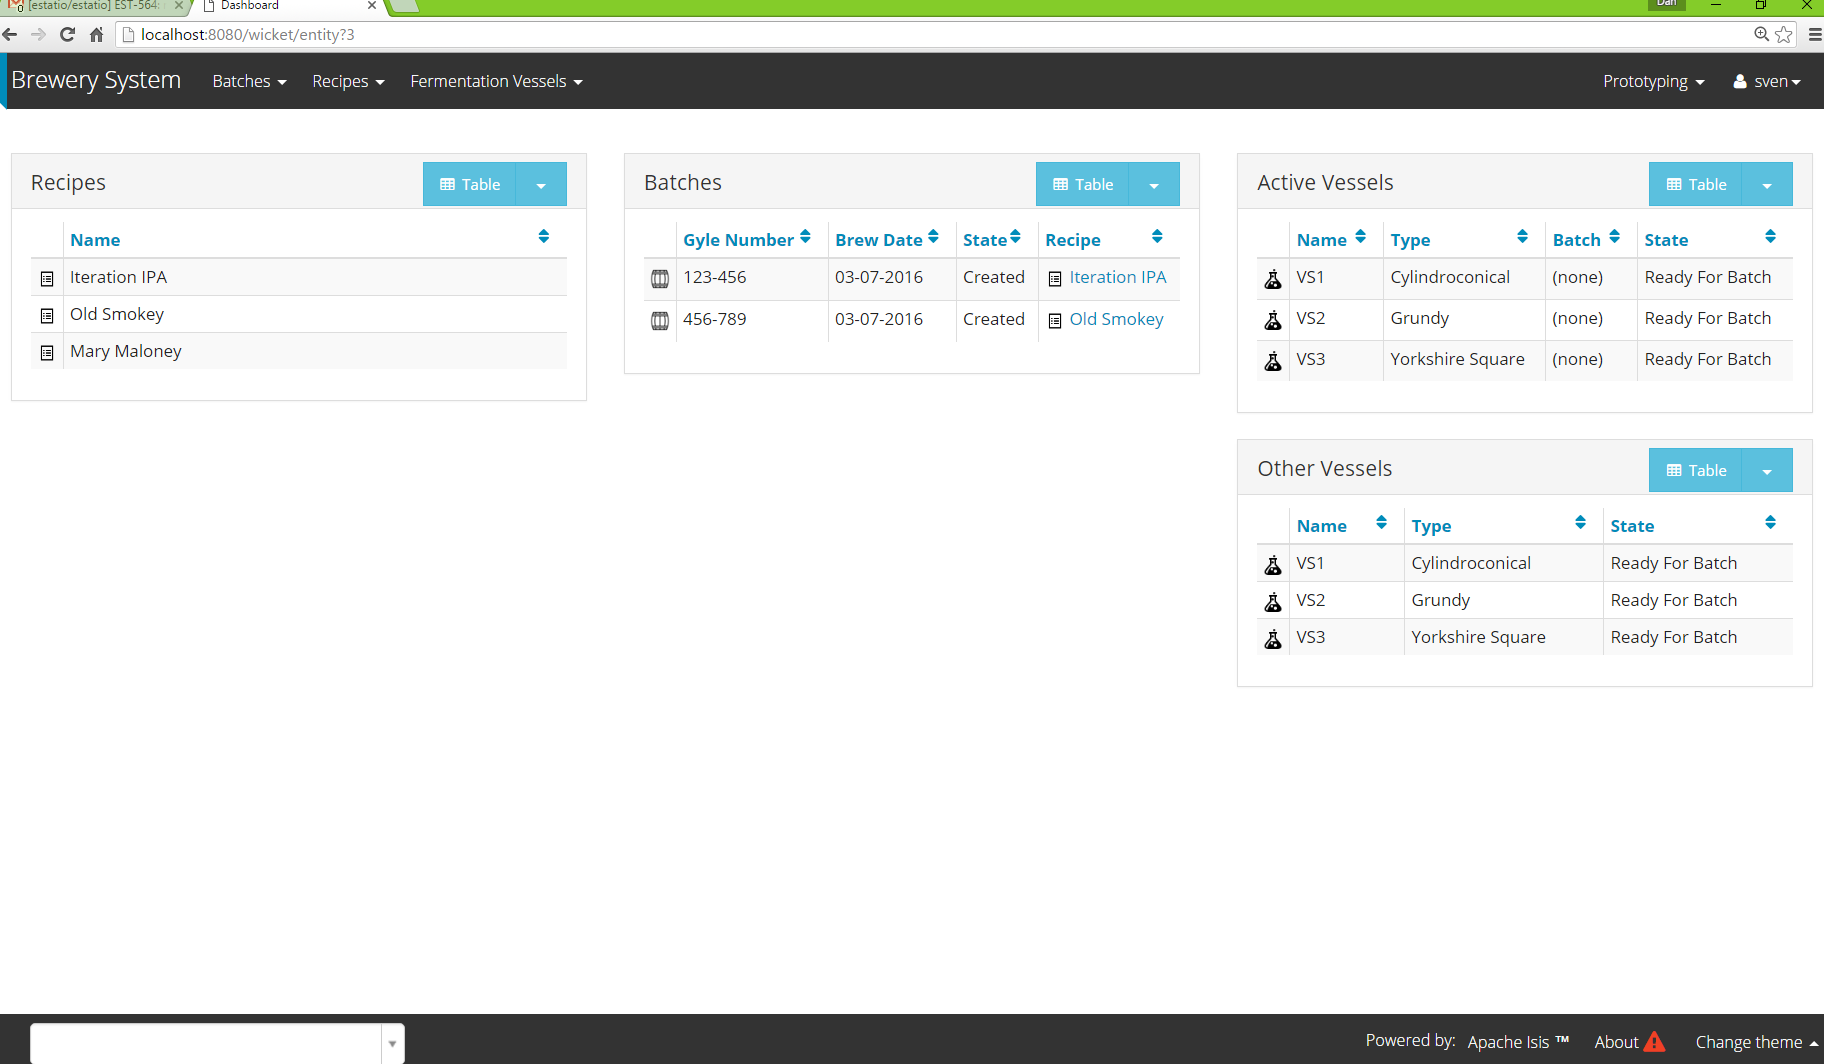 [estatio/estatio] EST-564:
Dashboard
Dan
localhost:8080/wicket/entity?3
Brewery System
Batches
Recipes
Fermentation Vessels
Prototyping
sven
Recipes
Table
Name
Iteration IPA
Old Smokey
Mary Maloney
Batches
Table
Gyle Number Brew Date State Recipe
123-456 03-07-2016 Created Iteration IPA
456-789 03-07-2016 Created Old Smokey
Active Vessels
Table
Name Type Batch State
VS1 Cylindroconical (none) Ready For Batch
VS2 Grundy (none) Ready For Batch
VS3 Yorkshire Square (none) Ready For Batch
Other Vessels
Table
Name Type State
VS1 Cylindroconical Ready For Batch
VS2 Grundy Ready For Batch
VS3 Yorkshire Square Ready For Batch
Powered by: Apache Isis ™ About Change theme